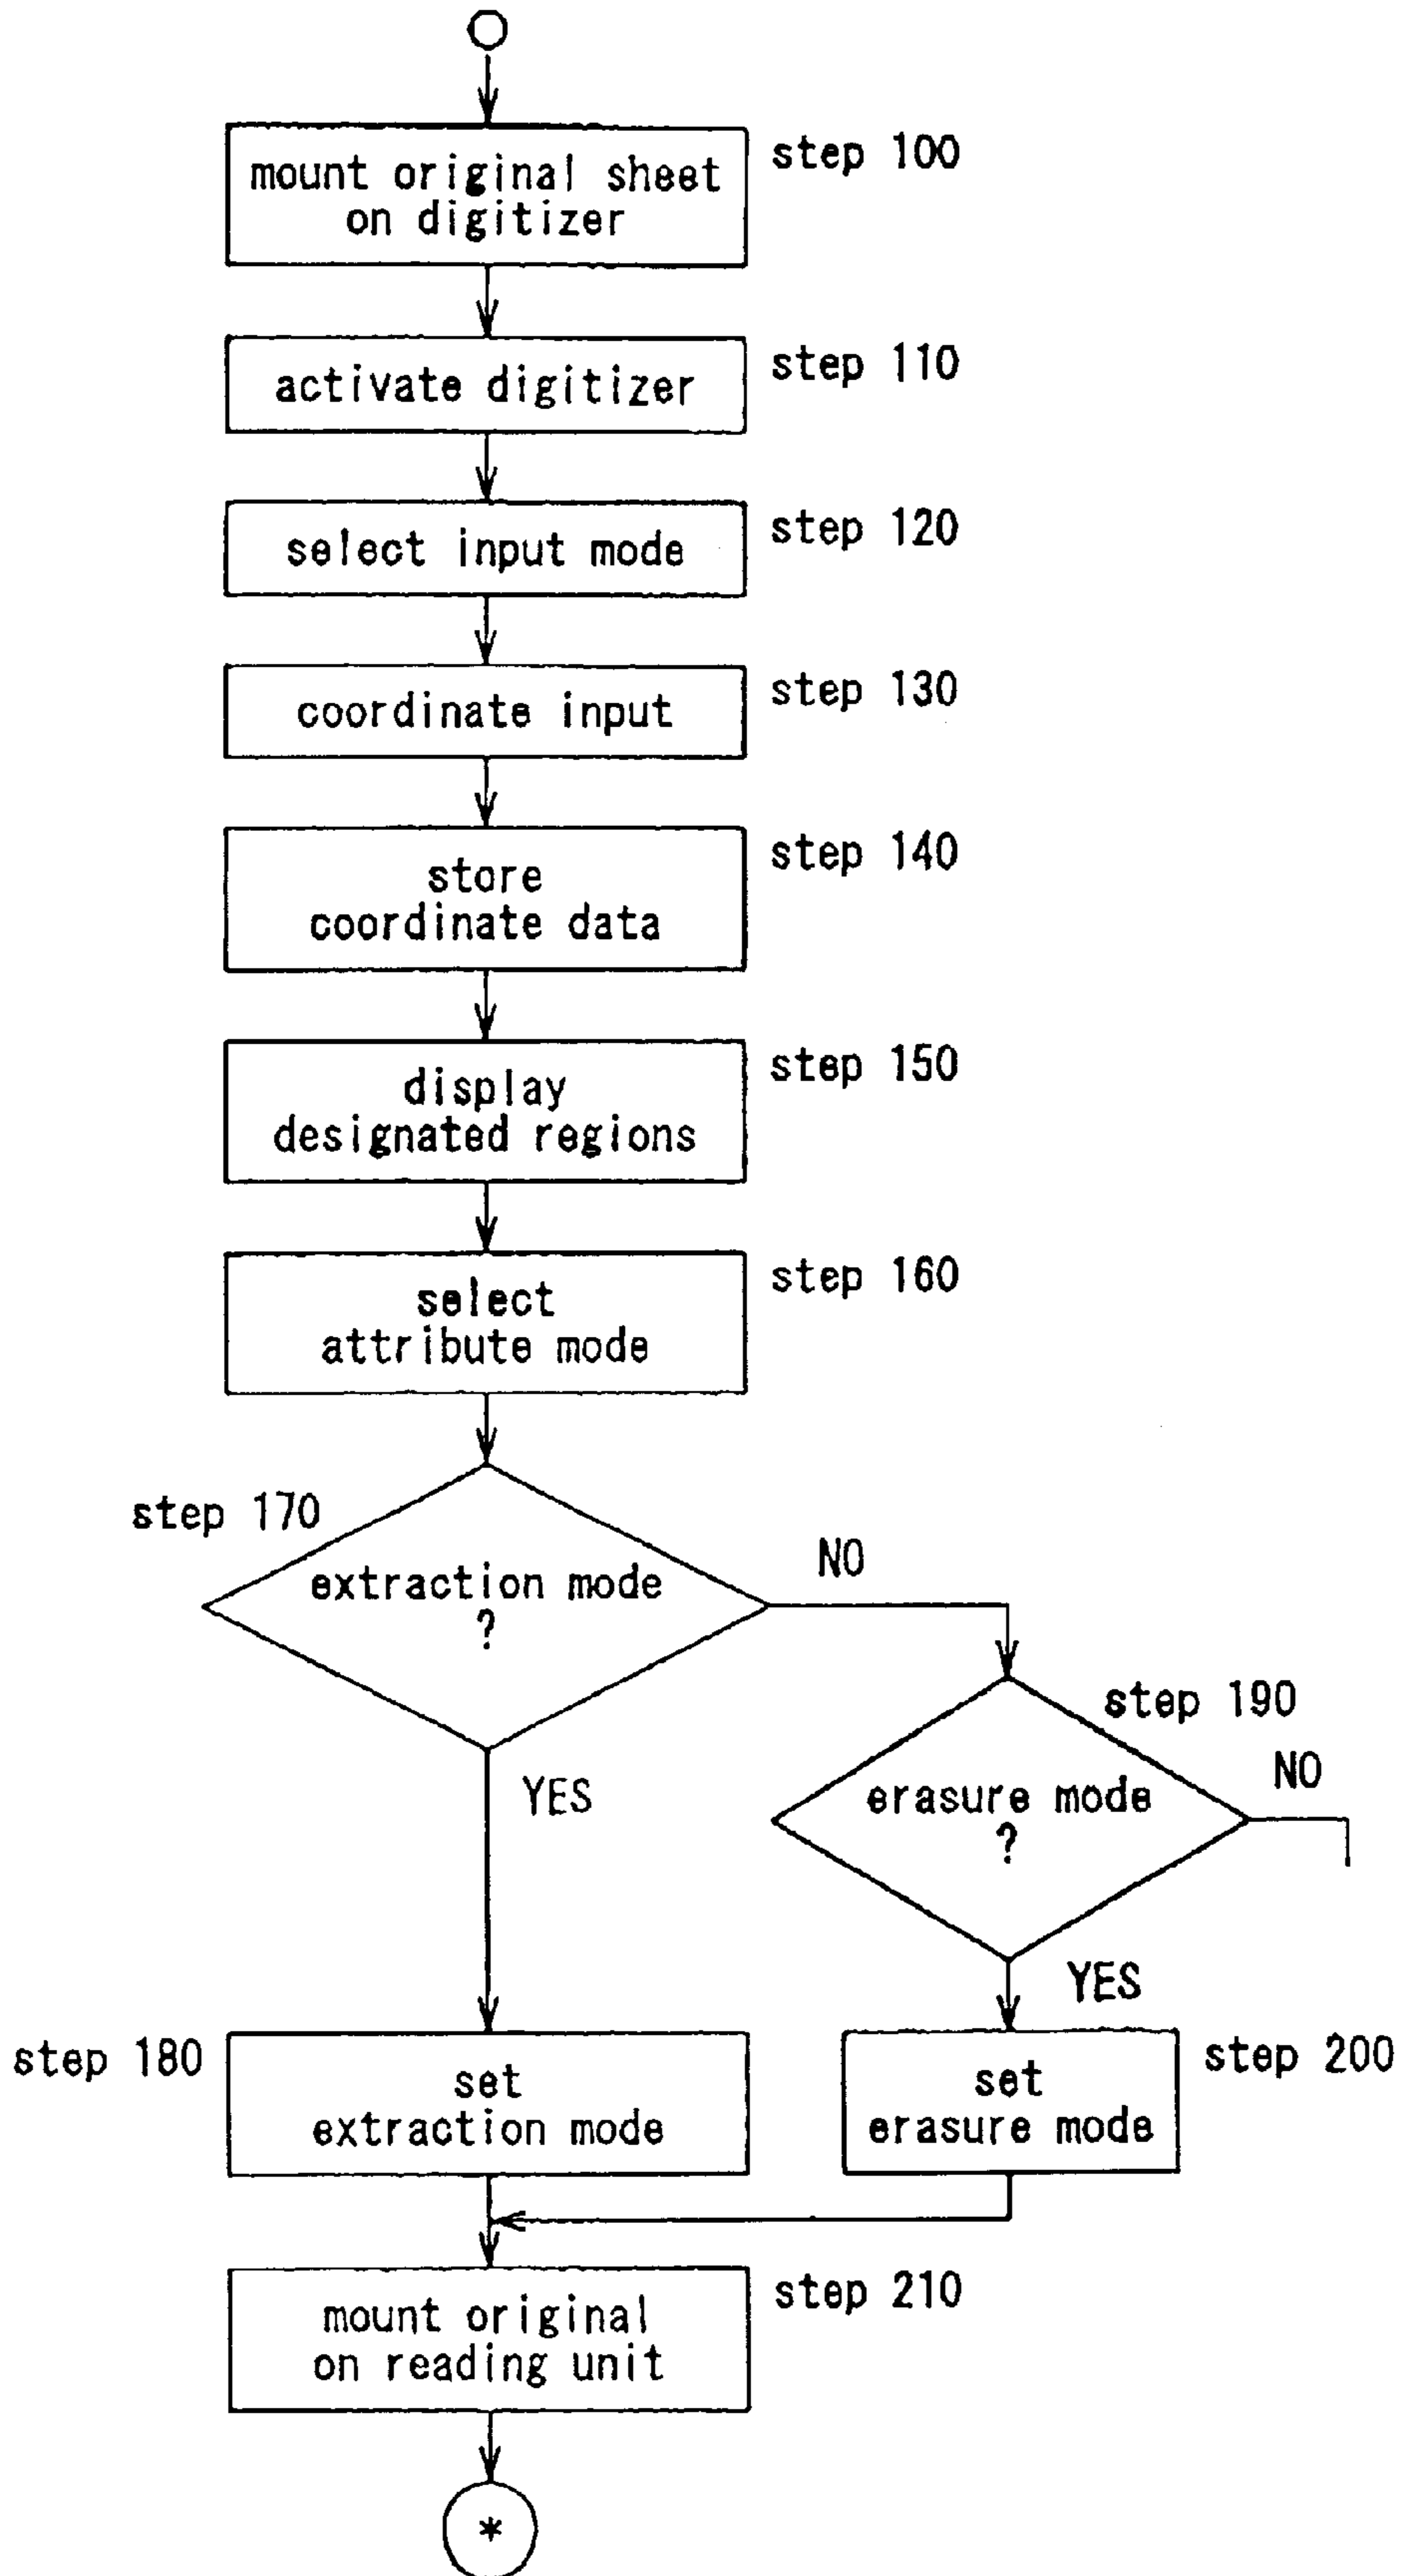 mount original sheet
on digitizer
step 100
activate digitizer
step 110
select input mode
step 120
coordinate input
step 130
store
coordinate data
step 140
display
designated regions
step 150
select
attribute mode
step 160
step 170
extraction mode
?
NO
YES
step 190
erasure mode
?
NO
YES
step 180
set
extraction mode
set
erasure mode
step 200
mount original
on reading unit
step 210
*